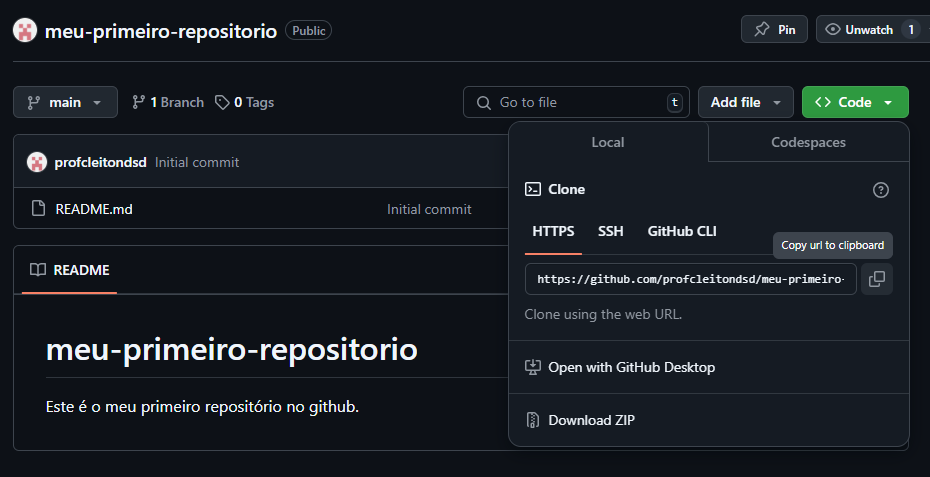 meu-primeiro-repositorio Public Pin Unwatch 1
main 1 Branch 0 Tags Go to file t Add file <> Code
Local Codespaces
profcleitondsd Initial commit
Clone
README.md Initial commit
HTTPS SSH GitHub CLI
Copy url to clipboard
https://github.com/profcleitondsd/meu-primeiro-
Clone using the web URL.
README
Open with GitHub Desktop
Download ZIP
meu-primeiro-repositorio
Este é o meu primeiro repositório no github.